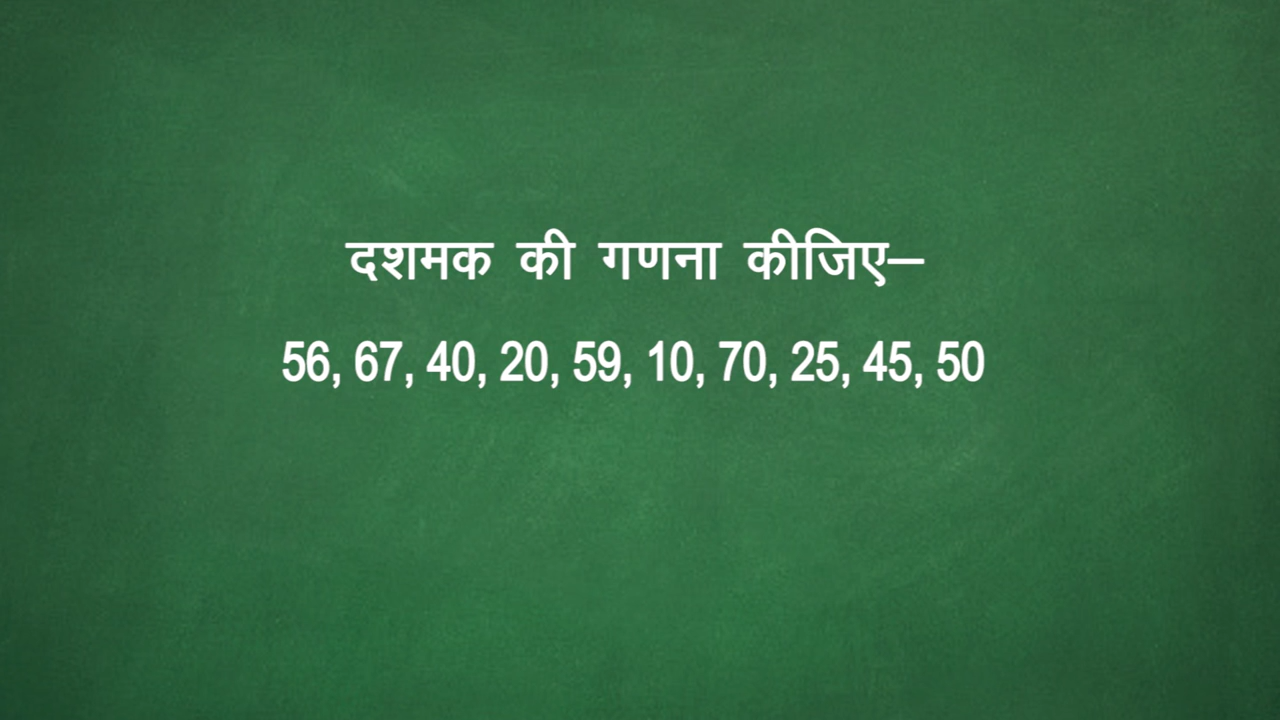 दशमक की गणना कीजिए–
56, 67, 40, 20, 59, 10, 70, 25, 45, 50